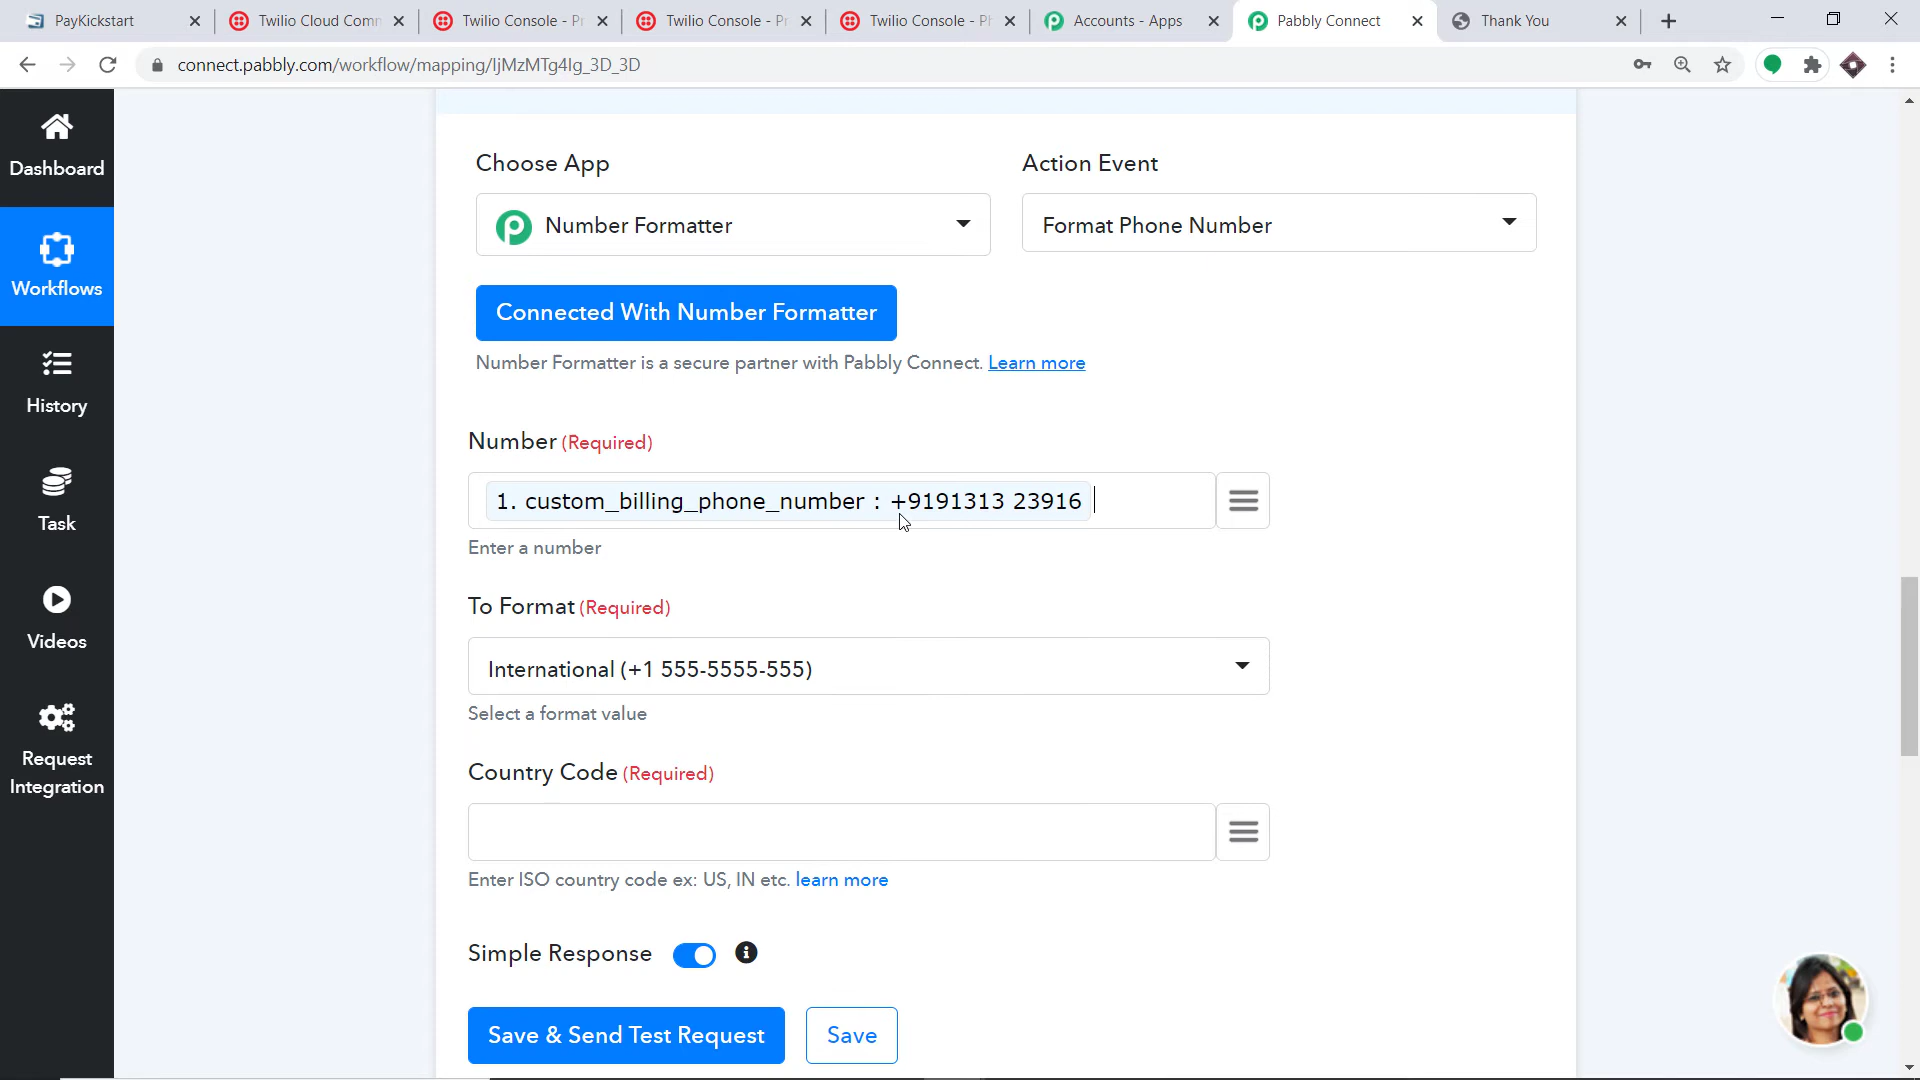 PayKickstart
Twilio Cloud Comm
Twilio Console - Pr
Twilio Console - Pr
Twilio Console - Ph
Accounts - Apps
Pabbly Connect
Thank You
connect.pabbly.com/workflow/mapping/IjMzMTg4Ig_3D_3D
Dashboard
Workflows
History
Task
Videos
Request
Integration
Choose App
Action Event
Number Formatter
Format Phone Number
Connected With Number Formatter
Number Formatter is a secure partner with Pabbly Connect. Learn more
Number (Required)
1. custom_billing_phone_number : +9191313 23916
Enter a number
To Format (Required)
International (+1 555-5555-555)
Select a format value
Country Code (Required)
Enter ISO country code ex: US, IN etc. learn more
Simple Response
Save & Send Test Request
Save